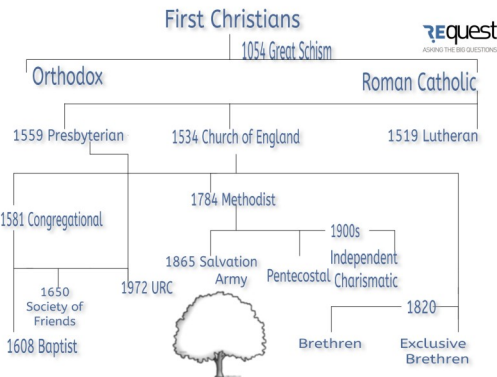 First Christians
REquest
ASKING THE BIG QUESTIONS
1054 Great Schism
Orthodox
Roman Catholic
1559 Presbyterian
1534 Church of England
1519 Lutheran
1784 Methodist
1581 Congregational
1900s
1865 Salvation
Army
Pentecostal
Independent
Charismatic
1650
Society of
Friends
1972 URC
1820
1608 Baptist
Brethren
Exclusive
Brethren